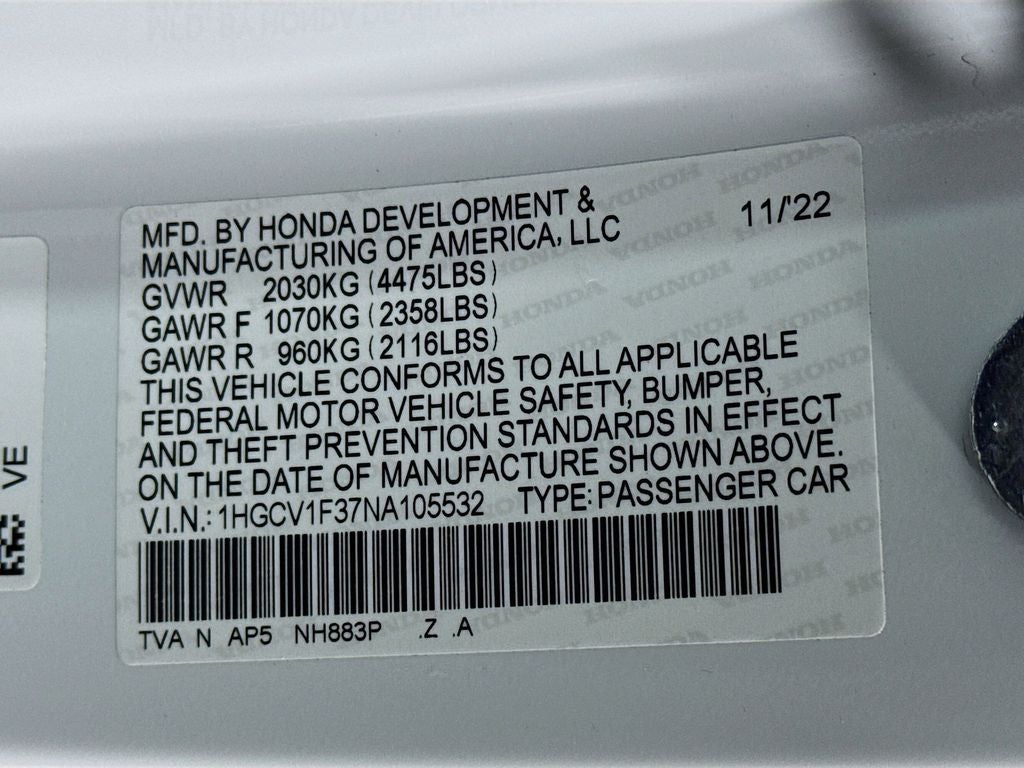 MFD. BY HONDA DEVELOPMENT &
MANUFACTURING OF AMERICA, LLC
11/'22
GVWR 2030KG (4475LBS)
GAWR F 1070KG (2358LBS)
GAWR R 960KG (2116LBS)
THIS VEHICLE CONFORMS TO ALL APPLICABLE
FEDERAL MOTOR VEHICLE SAFETY, BUMPER,
AND THEFT PREVENTION STANDARDS IN EFFECT
ON THE DATE OF MANUFACTURE SHOWN ABOVE.
V.I.N.: 1HGCV1F37NA105532 TYPE: PASSENGER CAR
TVA N AP5 NH883P .Z .A
VE
HONDA